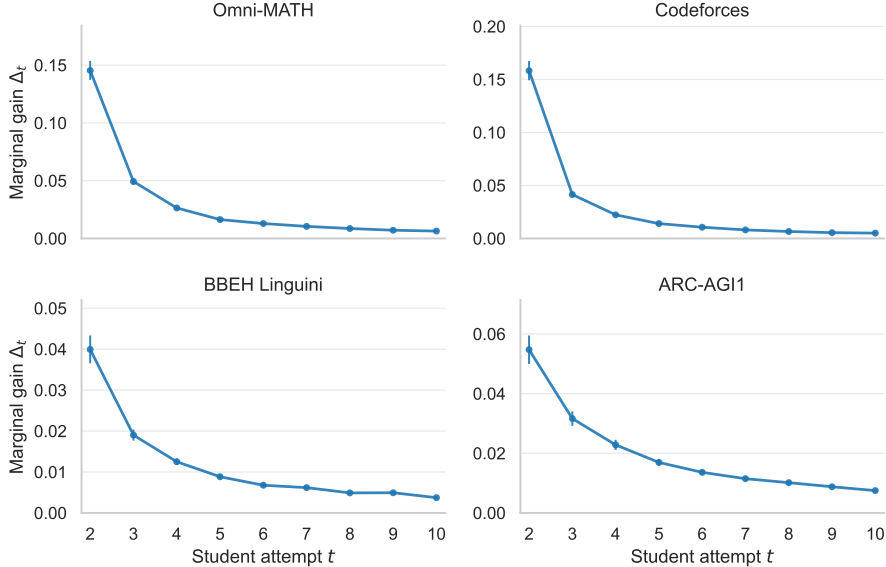 Omni-MATH
Marginal gain Δt
0.15
0.10
0.05
0.00
Codeforces
0.20
0.15
0.10
0.05
0.00
BBEH Linguini
Marginal gain Δt
0.05
0.04
0.03
0.02
0.01
0.00
2 3 4 5 6 7 8 9 10
Student attempt t
ARC-AGI1
0.06
0.04
0.02
0.00
2 3 4 5 6 7 8 9 10
Student attempt t